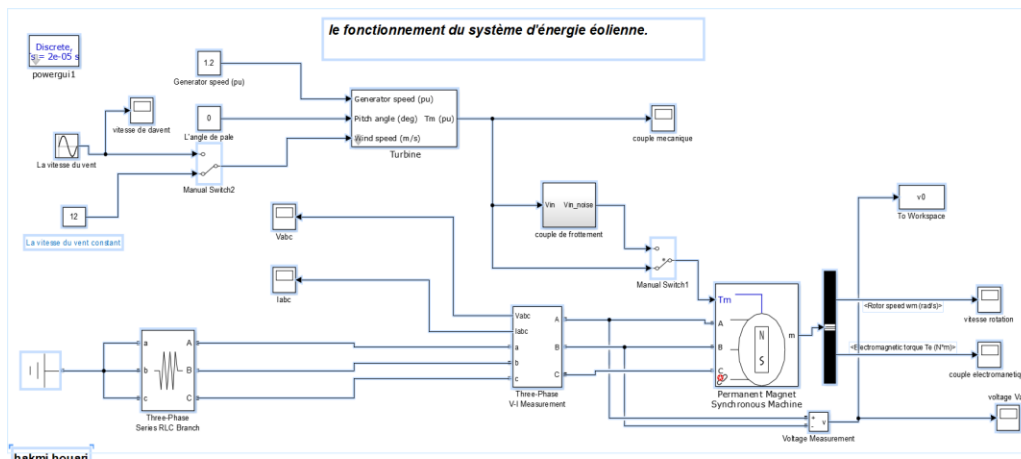 le fonctionnement du système d'énergie éolienne.
Discrete,
s = 2e-05 s
powergui1
1.2
Generator speed (pu)
vitesse de davent
0
L'angle de pale
La vitesse du vent
Manual Switch2
12
La vitesse du vent constant
Generator speed (pu)
Pitch angle (deg) Tm (pu)
Wind speed (m/s)
Turbine
couple mecanique
Vin Vin_noise
couple de frottement
Manual Switch1
v0
To Workspace
Vabc
Iabc
Vabc
Iabc
a
b
c
A
B
C
Three-Phase
V-I Measurement
a
b
c
A
B
C
Three-Phase
Series RLC Branch
Tm
A
B
C
N
S
m
Permanent Magnet
Synchronous Machine
<Rotor speed wm (rad/s)>
vitesse rotation
<Electromagnetic torque Te (N*m)>
couple electromanetiq
voltage Va
+
-
v
Voltage Measurement
hakmi houari